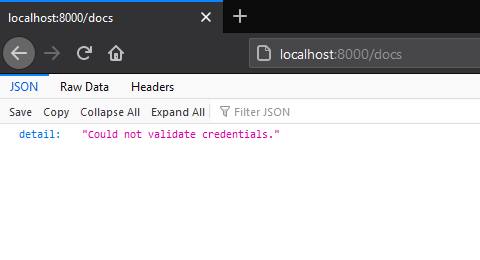 localhost:8000/docs
localhost:8000/docs
JSON Raw Data Headers
Save Copy Collapse All Expand All Filter JSON
detail: "Could not validate credentials."